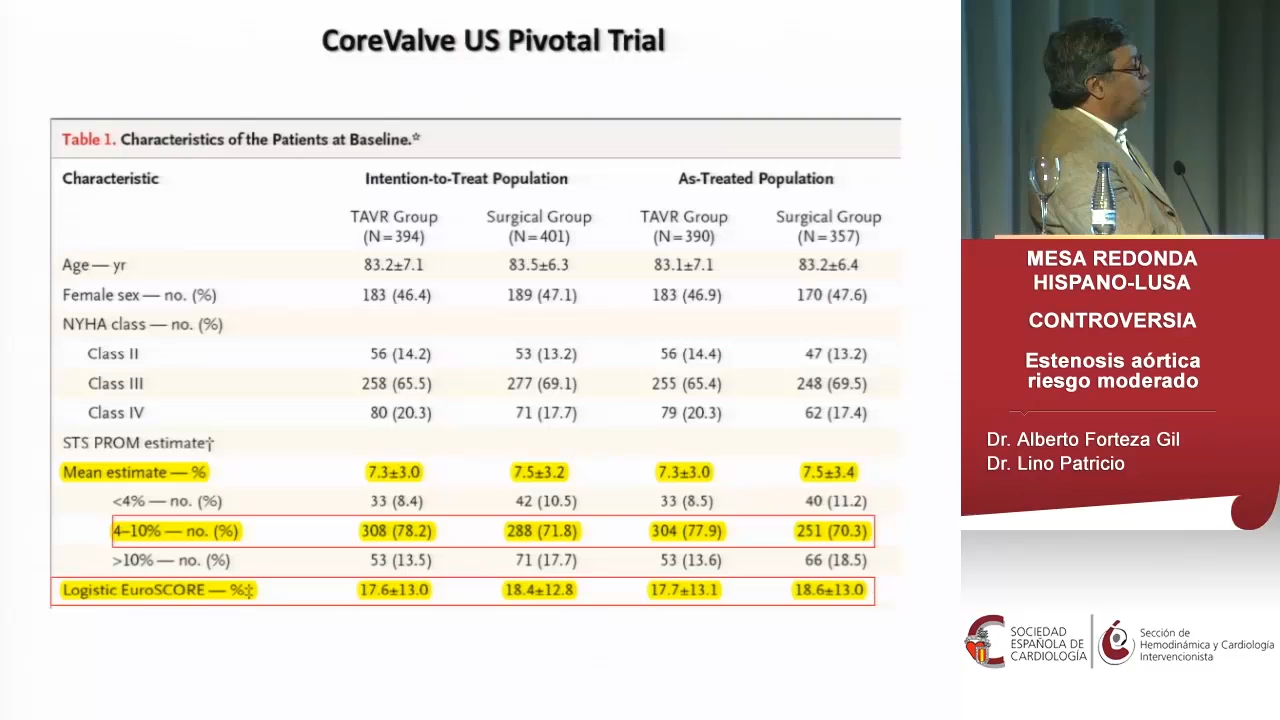 CoreValve US Pivotal Trial
Table 1. Characteristics of the Patients at Baseline.*
Characteristic Intention-to-Treat Population As-Treated Population
TAVR Group Surgical Group TAVR Group Surgical Group
(N=394) (N=401) (N=390) (N=357)
Age — yr 83.2±7.1 83.5±6.3 83.1±7.1 83.2±6.4
Female sex — no. (%) 183 (46.4) 189 (47.1) 183 (46.9) 170 (47.6)
NYHA class — no. (%)
Class II 56 (14.2) 53 (13.2) 56 (14.4) 47 (13.2)
Class III 258 (65.5) 277 (69.1) 255 (65.4) 248 (69.5)
Class IV 80 (20.3) 71 (17.7) 79 (20.3) 62 (17.4)
STS PROM estimate†
Mean estimate — % 7.3±3.0 7.5±3.2 7.3±3.0 7.5±3.4
<4% — no. (%) 33 (8.4) 42 (10.5) 33 (8.5) 40 (11.2)
4–10% — no. (%) 308 (78.2) 288 (71.8) 304 (77.9) 251 (70.3)
>10% — no. (%) 53 (13.5) 71 (17.7) 53 (13.6) 66 (18.5)
Logistic EuroSCORE — %‡ 17.6±13.0 18.4±12.8 17.7±13.1 18.6±13.0
MESA REDONDA
HISPANO-LUSA
CONTROVERSIA
Estenosis aórtica
riesgo moderado
Dr. Alberto Forteza Gil
Dr. Lino Patricio
SOCIEDAD
ESPAÑOLA DE
CARDIOLOGÍA
Sección de
Hemodinámica y Cardiología
Intervencionista